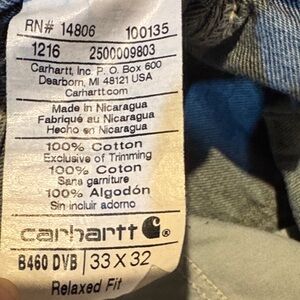 RN# 14806 100135
1216 2500009803
Carhartt, Inc. P. O. Box 600
Dearborn, MI 48121 USA
Carhartt.com
Made in Nicaragua
Fabriqué au Nicaragua
Hecho en Nicaragua
100% Cotton
Exclusive of Trimming
100% Coton
Sans garniture
100% Algodón
Sin incluir adorno
carhartt
B460 DVB 33 X 32
Relaxed Fit